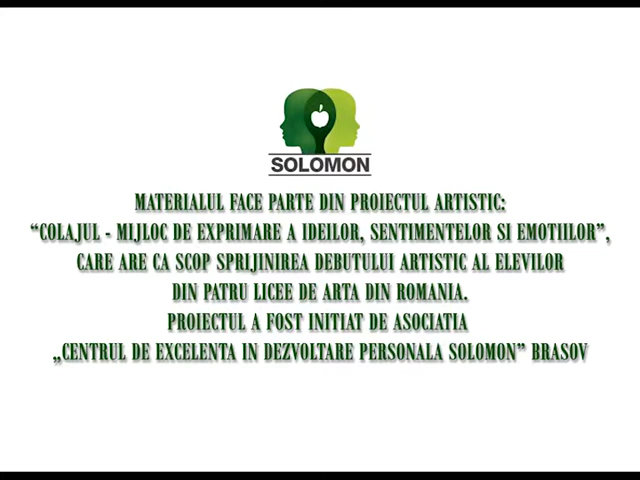 SOLOMON
MATERIALUL FACE PARTE DIN PROIECTUL ARTISTIC:
“COLAJUL - MIJLOC DE EXPRIMARE A IDEILOR, SENTIMENTELOR SI EMOTIILOR”,
CARE ARE CA SCOP SPRIJINIREA DEBUTULUI ARTISTIC AL ELEVILOR
DIN PATRU LICEE DE ARTA DIN ROMANIA.
PROIECTUL A FOST INITIAT DE ASOCIATIA
„CENTRUL DE EXCELENTA IN DEZVOLTARE PERSONALA SOLOMON” BRASOV